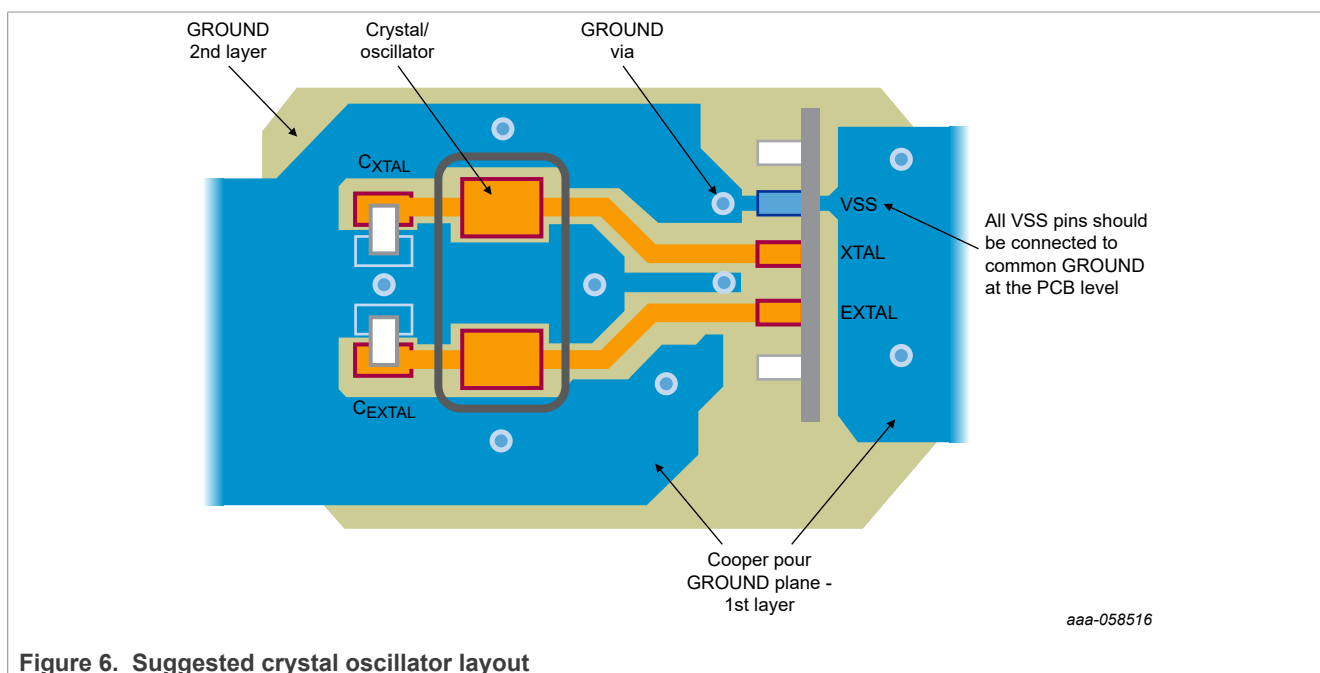 GROUND
2nd layer
Crystal/
oscillator
GROUND
via
CXTAL
VSS
XTAL
EXTAL
All VSS pins should
be connected to
common GROUND
at the PCB level
CEXTAL
Cooper pour
GROUND plane -
1st layer
aaa-058516
Figure 6. Suggested crystal oscillator layout